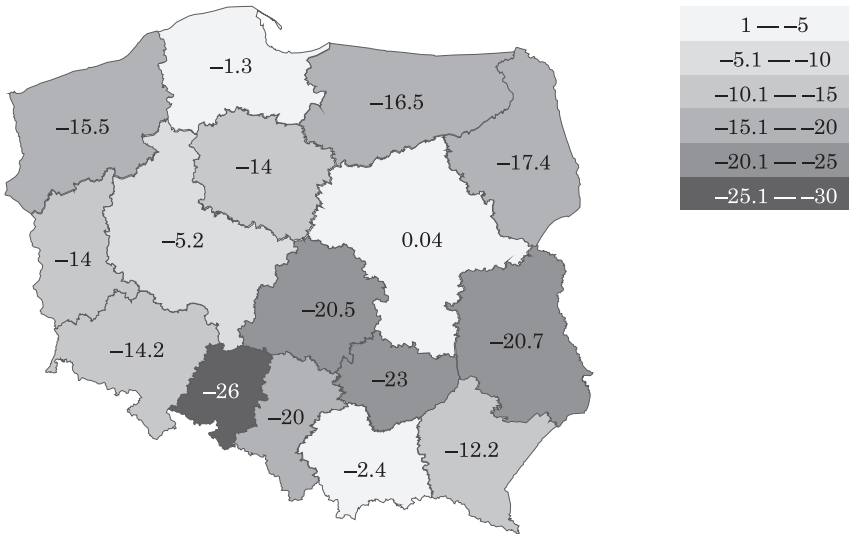 1 — –5
–5.1 — –10
–10.1 — –15
–15.1 — –20
–20.1 — –25
–25.1 — –30
–1.3
–16.5
–15.5
–14
–17.4
–5.2
0.04
–14
–20.5
–20.7
–14.2
–23
–26
–20
–12.2
–2.4